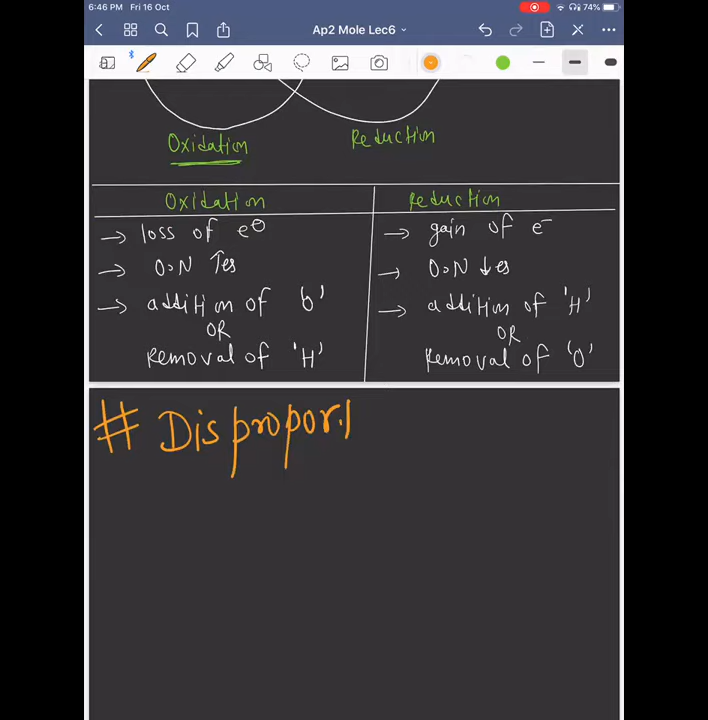 6:46 PM Fri 16 Oct 74%
Ap2 Mole Lec6
Oxidation Reduction
Oxidation Reduction
→ loss of e⊖ → gain of e-
→ O.N ↑es → O.N ↓es
→ addition of 'O' → addition of 'H'
OR OR
removal of 'H' removal of 'O'
# Dispropor